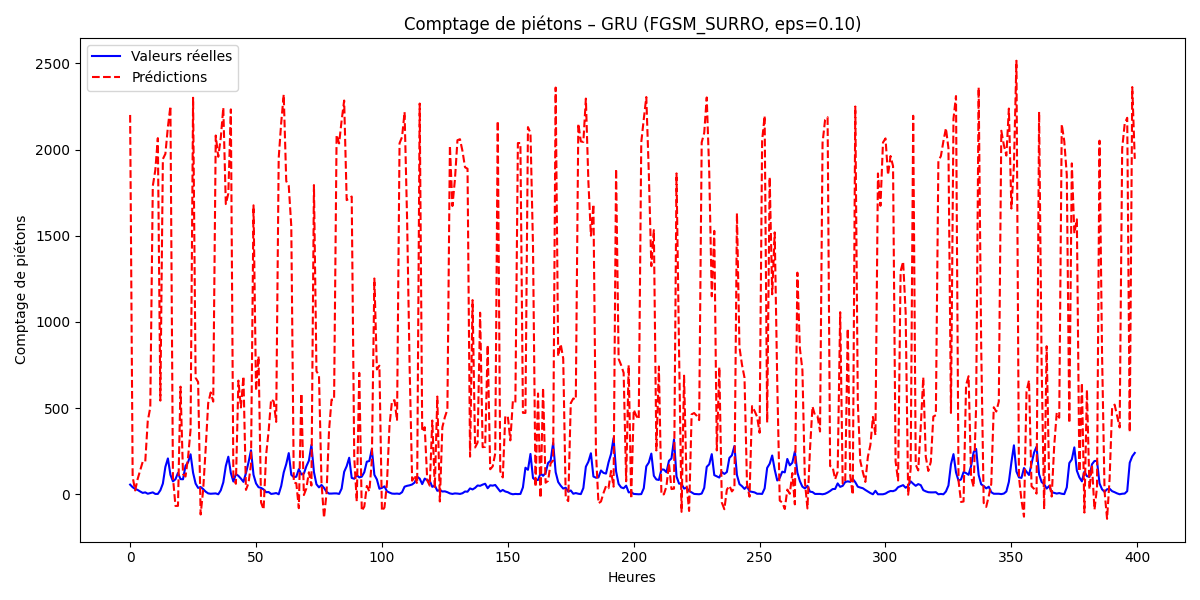 Comptage de piétons – GRU (FGSM_SURRO, eps=0.10)
Valeurs réelles
Prédictions
2500
2000
1500
1000
500
0
Comptage de piétons
0 50 100 150 200 250 300 350 400
Heures